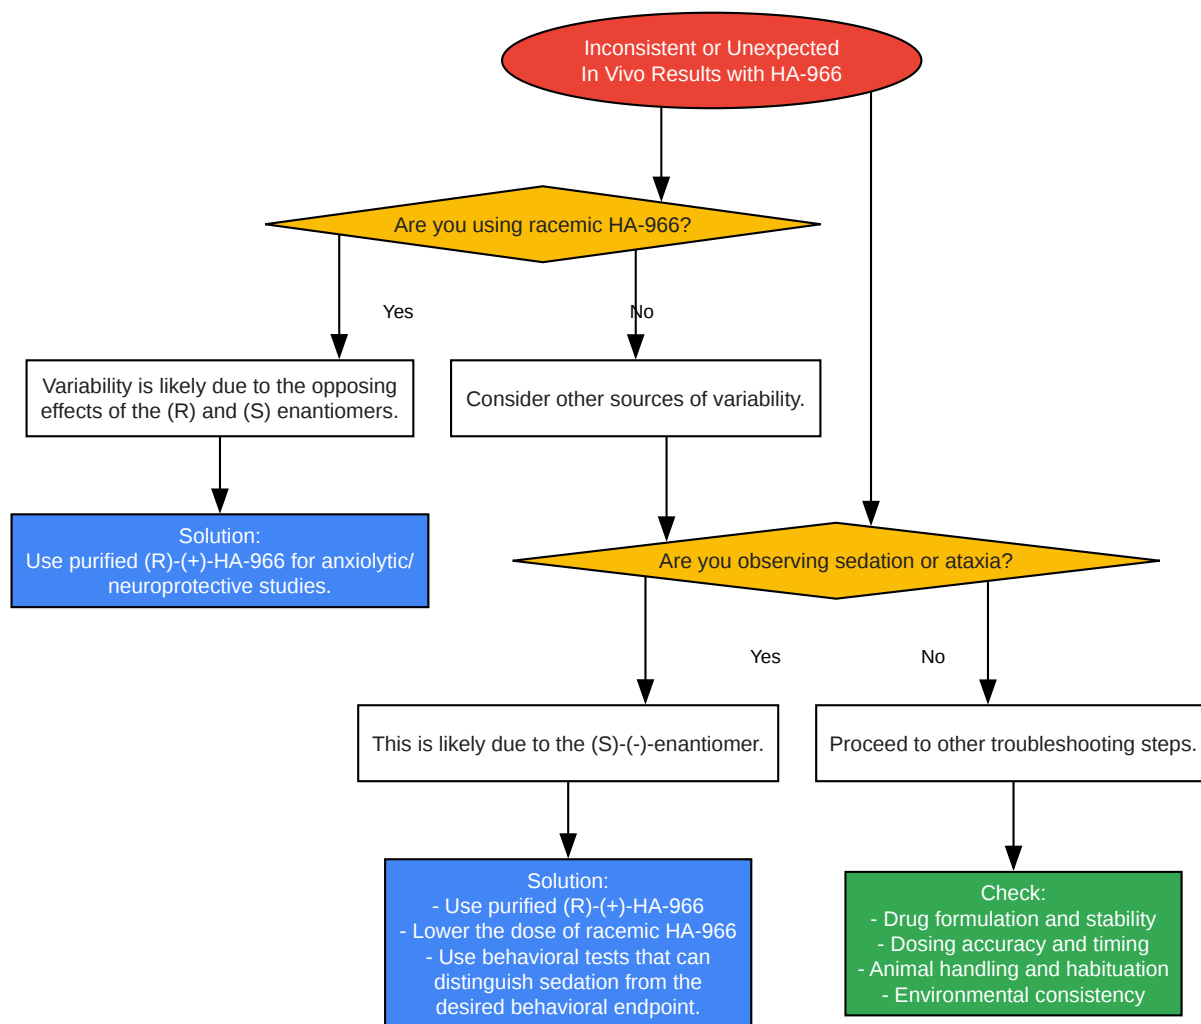 Inconsistent or Unexpected
In Vivo Results with HA-966
Are you using racemic HA-966?
Yes
No
Variability is likely due to the opposing
effects of the (R) and (S) enantiomers.
Consider other sources of variability.
Solution:
Use purified (R)-(+)-HA-966 for anxiolytic/
neuroprotective studies.
Are you observing sedation or ataxia?
Yes
No
This is likely due to the (S)-(-)-enantiomer.
Proceed to other troubleshooting steps.
Solution:
- Use purified (R)-(+)-HA-966
- Lower the dose of racemic HA-966
- Use behavioral tests that can
distinguish sedation from the
desired behavioral endpoint.
Check:
- Drug formulation and stability
- Dosing accuracy and timing
- Animal handling and habituation
- Environmental consistency